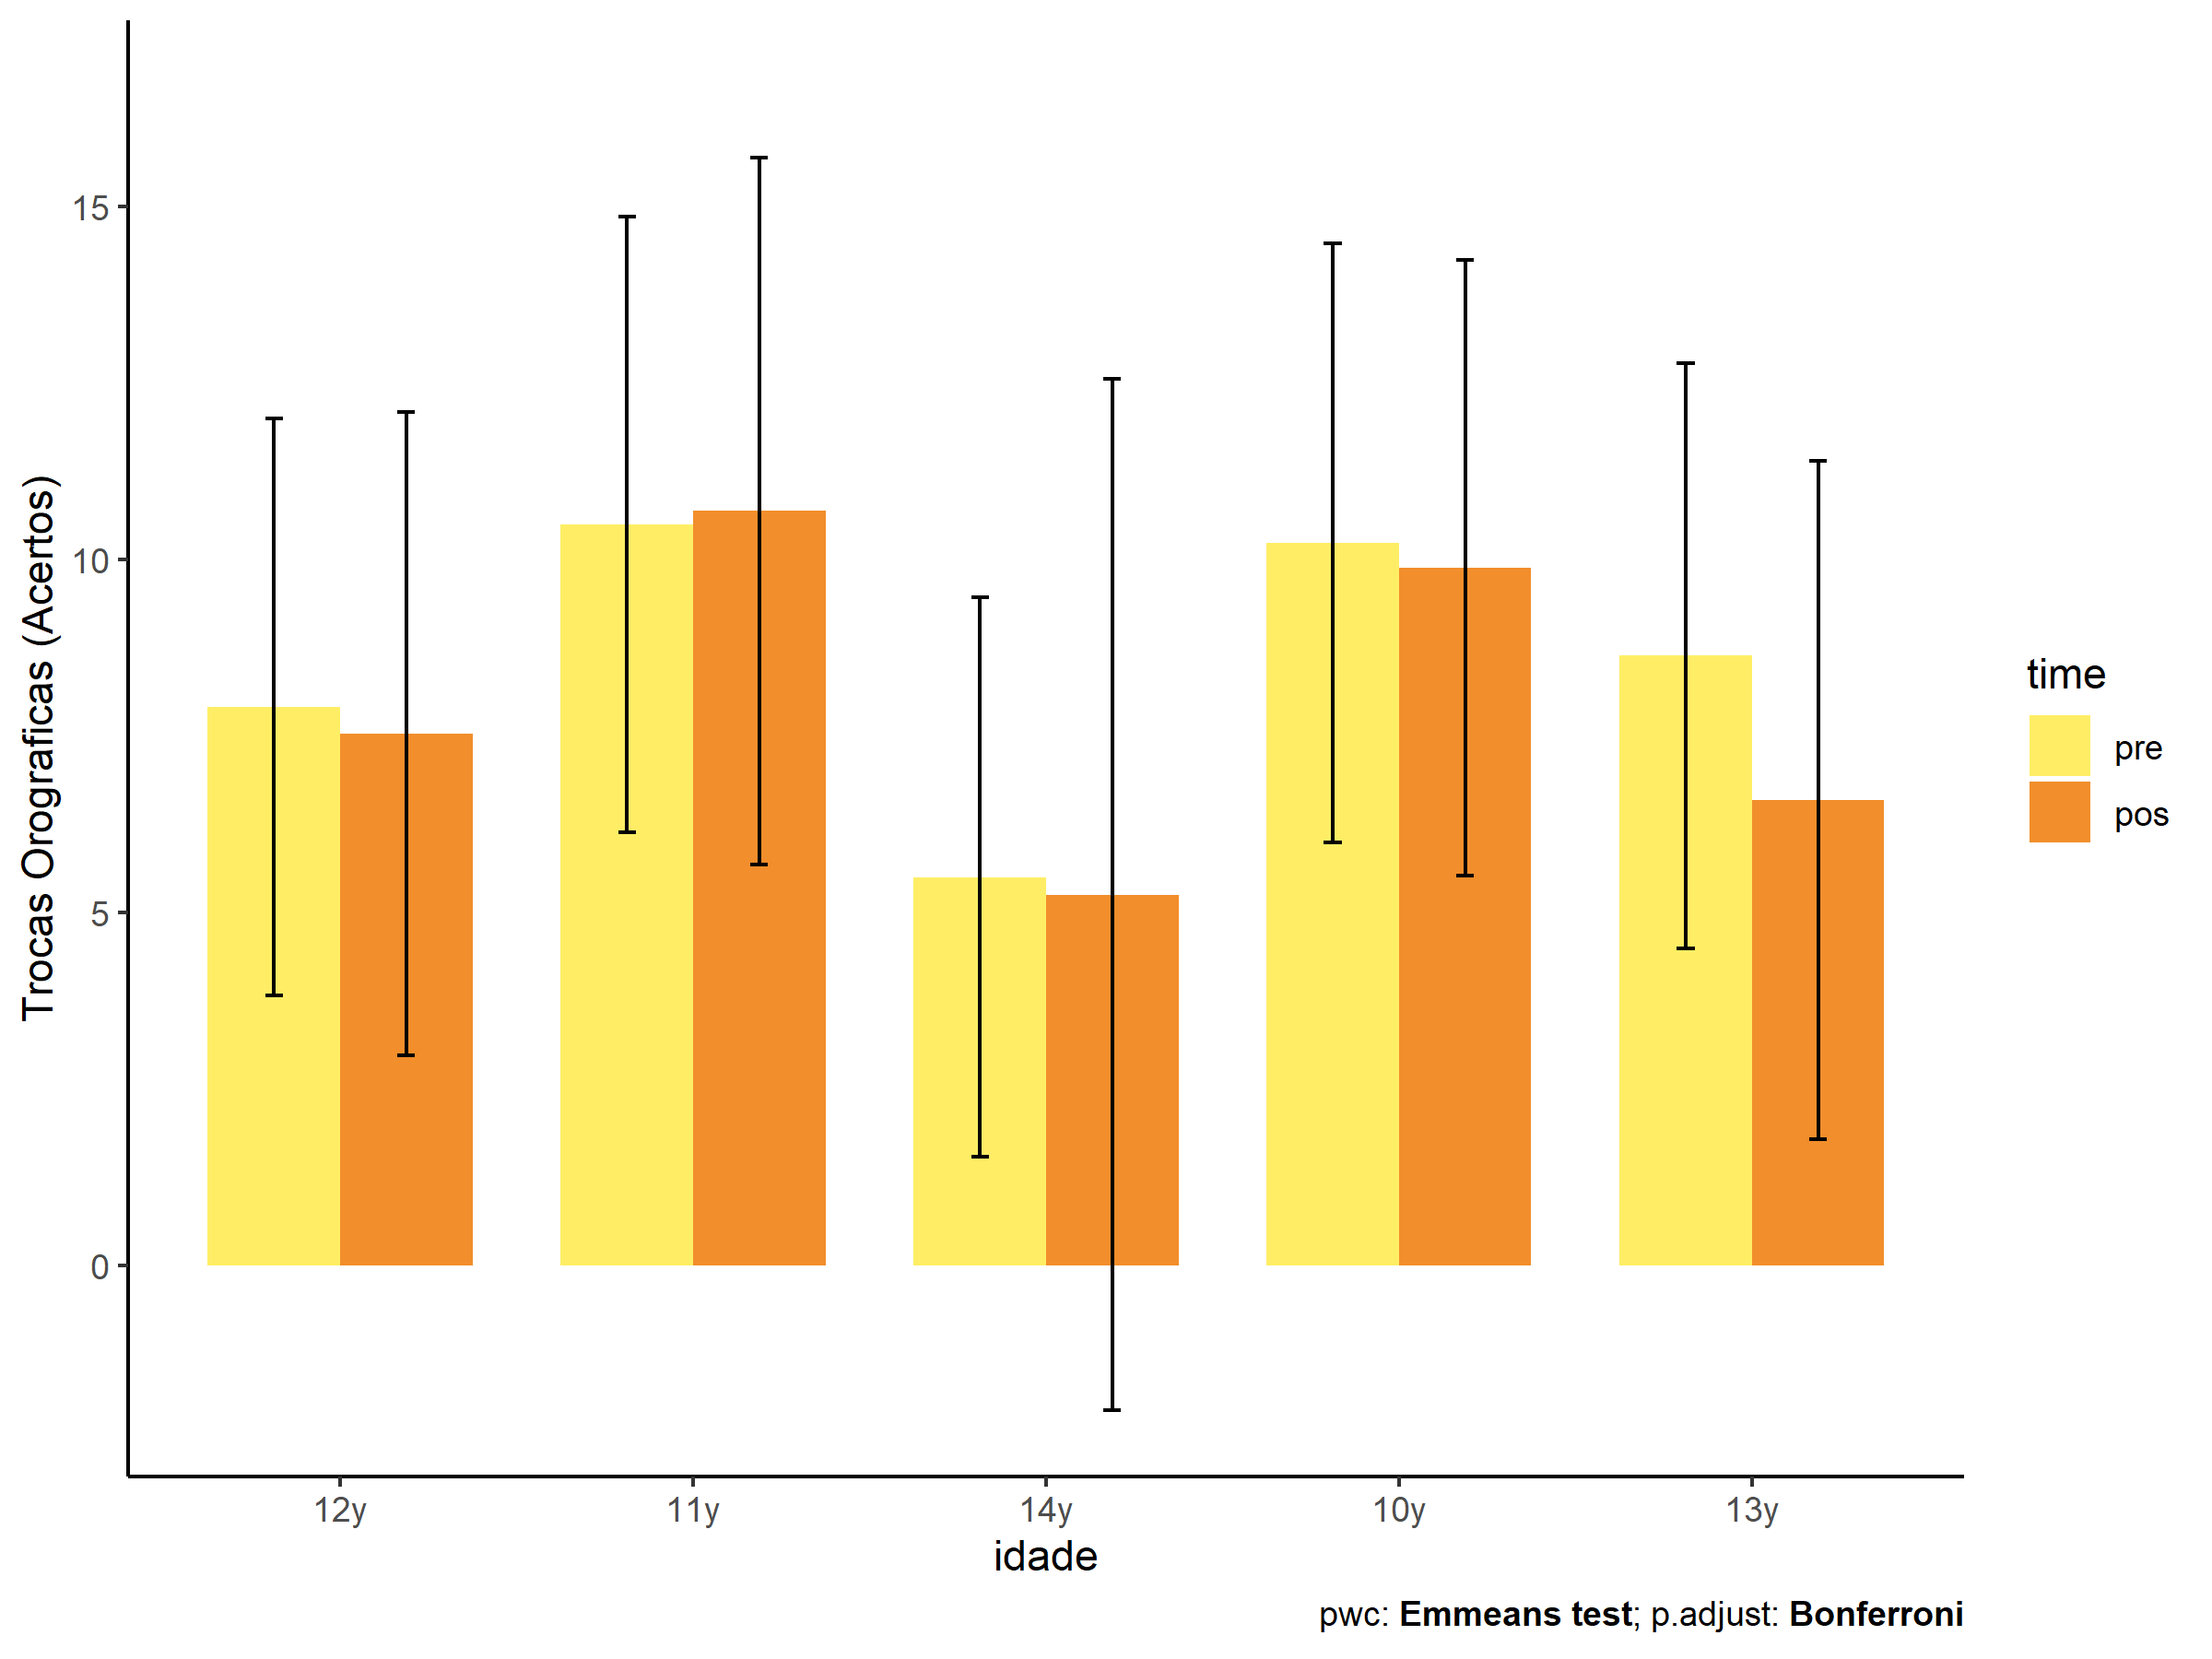 Trocas Orograficas (Acertos)
15
10
5
0
12y
11y
14y
10y
13y
idade
time
pre
pos
pwc: Emmeans test; p.adjust: Bonferroni